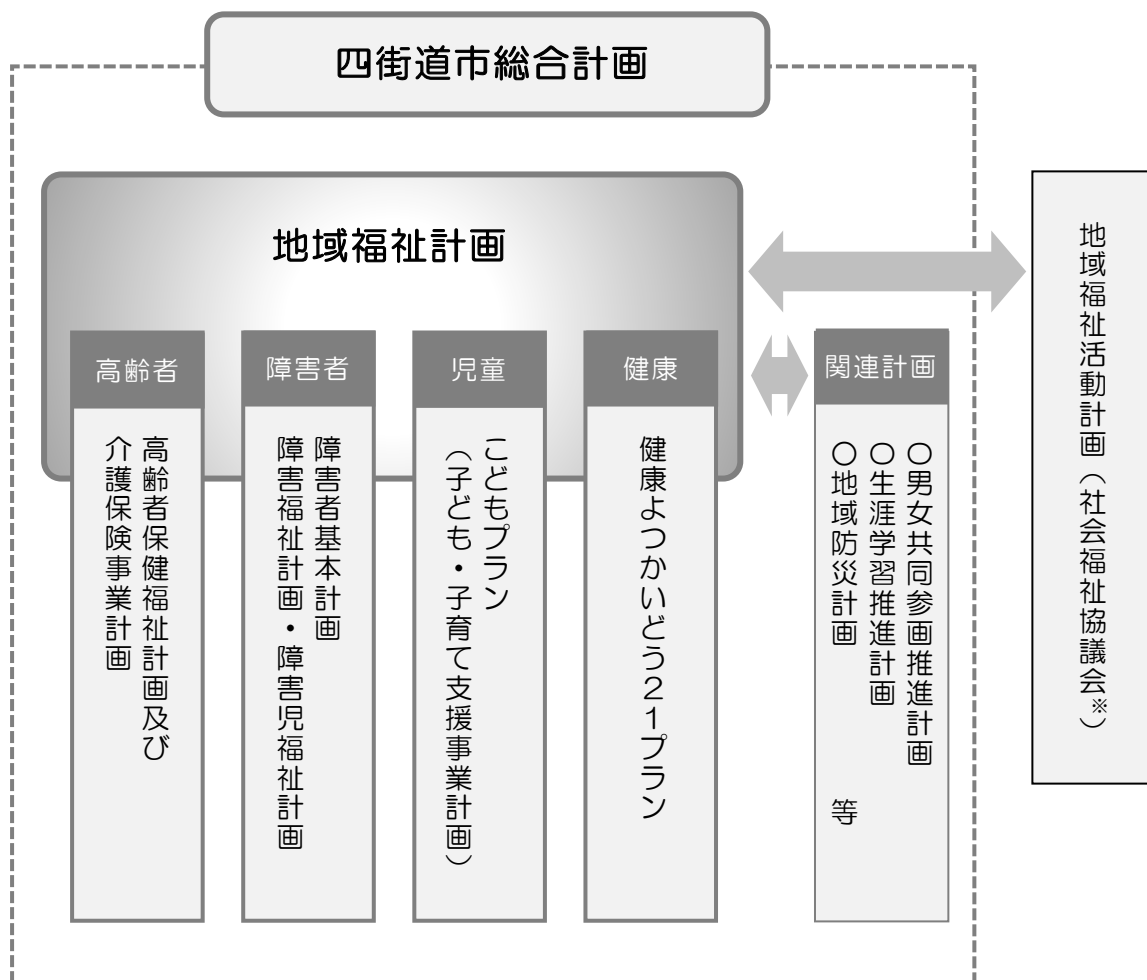 四街道市総合計画
地域福祉計画
高齢者
高齢者保健福祉計画及び
介護保険事業計画
障害者
障害者基本計画
障害福祉計画・障害児福祉計画
児童
こどもプラン
（子ども・子育て支援事業計画）
健康
健康よつかいどう２１プラン
関連計画
○男女共同参画推進計画
○生涯学習推進計画
○地域防災計画　等
地域福祉活動計画（社会福祉協議会※）